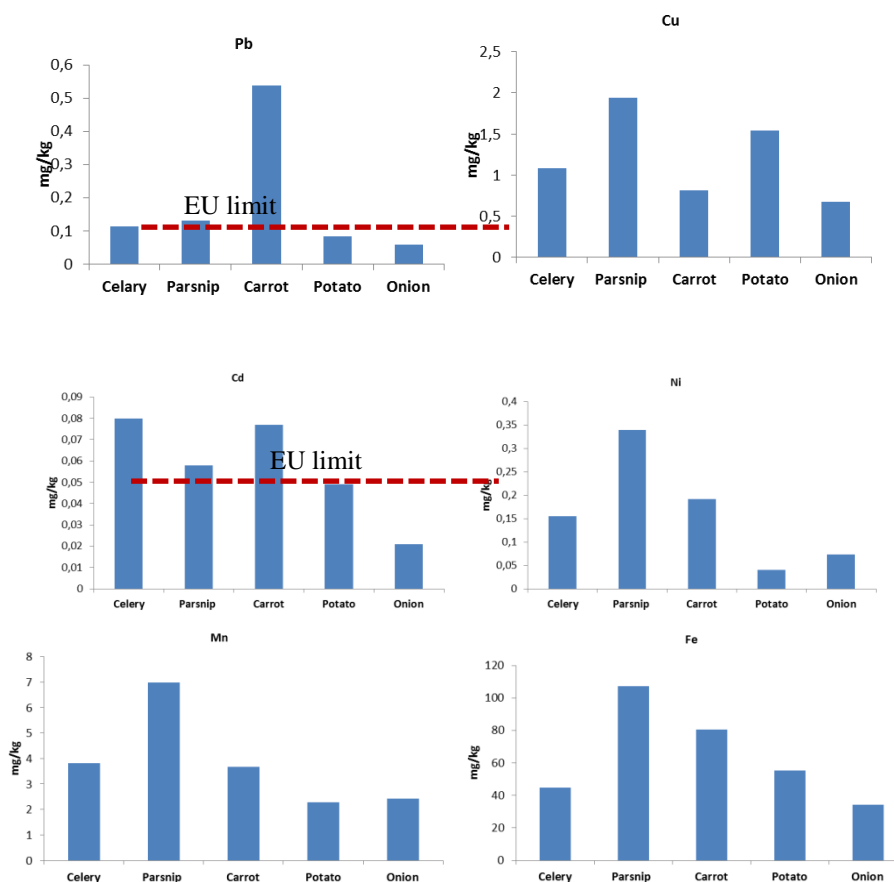 Pb
0,6
0,5
0,4
0,3
0,2
0,1
0
mg/kg
EU limit
Celary Parsnip Carrot Potato Onion
Cu
2,5
2
1,5
1
0,5
0
mg/kg
Celery Parsnip Carrot Potato Onion
Cd
0,09
0,08
0,07
0,06
0,05
0,04
0,03
0,02
0,01
0
mg/kg
EU limit
Celery Parsnip Carrot Potato Onion
Ni
0,4
0,35
0,3
0,25
0,2
0,15
0,1
0,05
0
mg/kg
Celery Parsnip Carrot Potato Onion
Mn
8
7
6
5
4
3
2
1
0
mg/kg
Celery Parsnip Carrot Potato Onion
Fe
120
100
80
60
40
20
0
mg/kg
Celery Parsnip Carrot Potato Onion